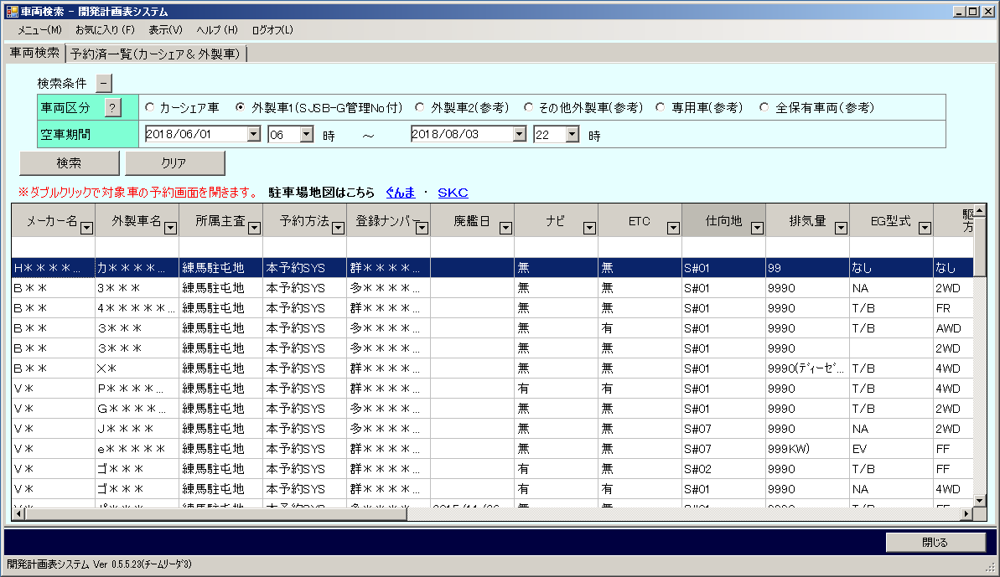 車両検索 - 開発計画表システム
メニュー(M) お気に入り(F) 表示(V) ヘルプ(H) ログオフ(L)
車両検索 予約済一覧(カーシェア＆外製車)
検索条件 －
車両区分 ? カーシェア車 外製車1(SJSB-G管理No付) 外製車2(参考) その他外製車(参考) 専用車(参考) 全保有車両(参考)
空車期間 2018/06/01 06 時 ～ 2018/08/03 22 時
検索 クリア
※ダブルクリックで対象車の予約画面を開きます。 駐車場地図はこちら ぐんま ・ SKC
メーカー名 外製車名 所属主査 予約方法 登録ナンバー 廃艦日 ナビ ETC 仕向地 排気量 EG型式 駆
方
H＊＊＊＊... カ＊＊＊＊... 練馬駐屯地 本予約SYS 群＊＊＊＊... 無 無 S#01 99 なし なし
B＊＊ 3＊＊＊ 練馬駐屯地 本予約SYS 多＊＊＊＊... 無 無 S#01 9990 NA 2WD
B＊＊ 4＊＊＊＊＊... 練馬駐屯地 本予約SYS 群＊＊＊＊... 無 無 S#01 9990 T/B FR
B＊＊ 3＊＊＊ 練馬駐屯地 本予約SYS 多＊＊＊＊... 無 有 S#01 9990 T/B AWD
B＊＊ 3＊＊＊ 練馬駐屯地 本予約SYS 多＊＊＊＊... 無 無 S#01 9990 2WD
B＊＊ X＊ 練馬駐屯地 本予約SYS 群＊＊＊＊... 無 無 S#01 9990(ﾃﾞｨｰｾﾞ... T/B 4WD
V＊ P＊＊＊＊... 練馬駐屯地 本予約SYS 群＊＊＊＊... 有 有 S#01 9990 T/B 4WD
V＊ G＊＊＊＊... 練馬駐屯地 本予約SYS 多＊＊＊＊... 無 無 S#01 9990 T/B 2WD
V＊ J＊＊＊＊ 練馬駐屯地 本予約SYS 多＊＊＊＊... 無 無 S#07 9990 NA 2WD
V＊ e＊＊＊＊＊ 練馬駐屯地 本予約SYS 群＊＊＊＊... 無 無 S#07 999KW) EV FF
V＊ ゴ＊＊＊ 練馬駐屯地 本予約SYS 群＊＊＊＊... 有 無 S#02 9990 T/B FF
V＊ ゴ＊＊＊ 練馬駐屯地 本予約SYS 群＊＊＊＊... 有 有 S#01 9990 NA 4WD
閉じる
開発計画表システム Ver 0.5.5.23(ﾁｰﾑﾘｰﾀﾞ3)